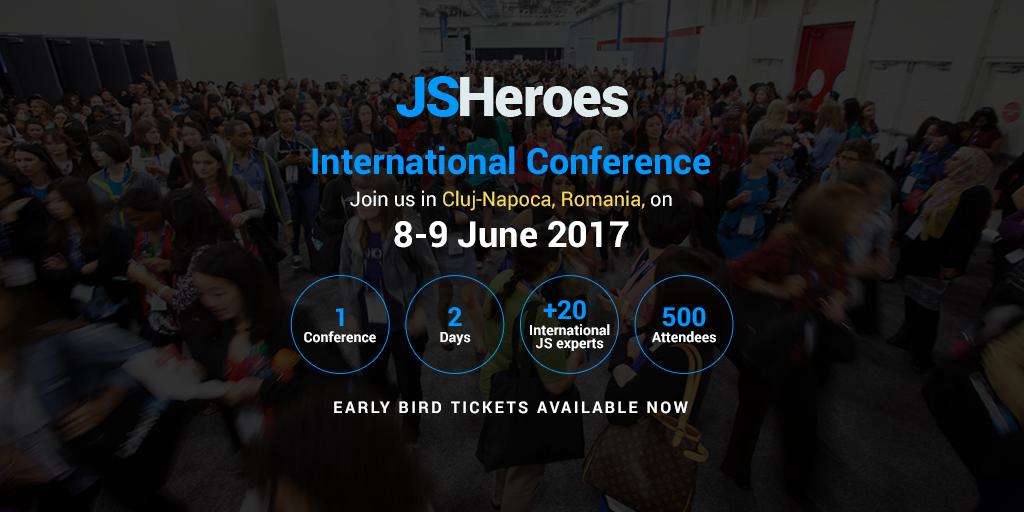 JSHeroes
International Conference
Join us in Cluj-Napoca, Romania, on
8-9 June 2017
1
Conference
2
Days
+20
International
JS experts
500
Attendees
EARLY BIRD TICKETS AVAILABLE NOW